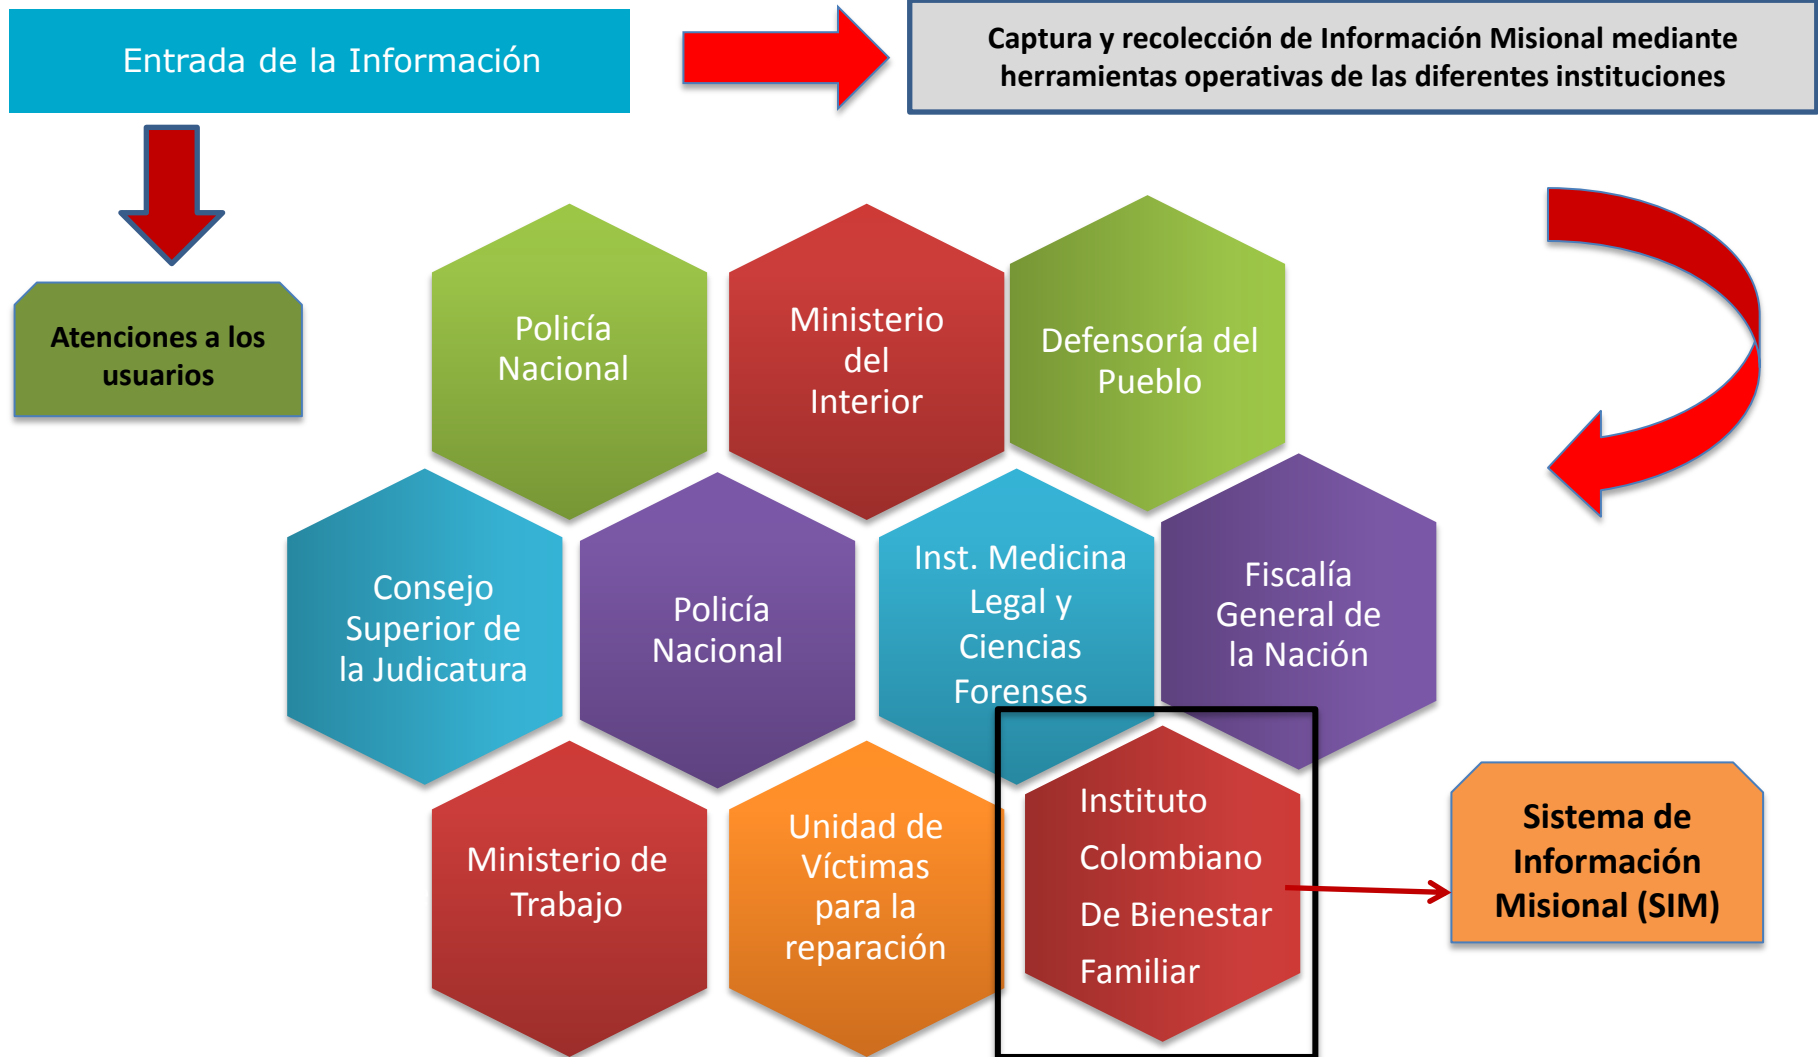 Entrada de la Información
Captura y recolección de Información Misional mediante
herramientas operativas de las diferentes instituciones
Atenciones a los
usuarios
Policía
Nacional
Ministerio
del
Interior
Defensoría del
Pueblo
Consejo
Superior de
la Judicatura
Policía
Nacional
Inst. Medicina
Legal y
Ciencias
Forenses
Fiscalía
General de
la Nación
Ministerio de
Trabajo
Unidad de
Víctimas
para la
reparación
Instituto
Colombiano
De Bienestar
Familiar
Sistema de
Información
Misional (SIM)